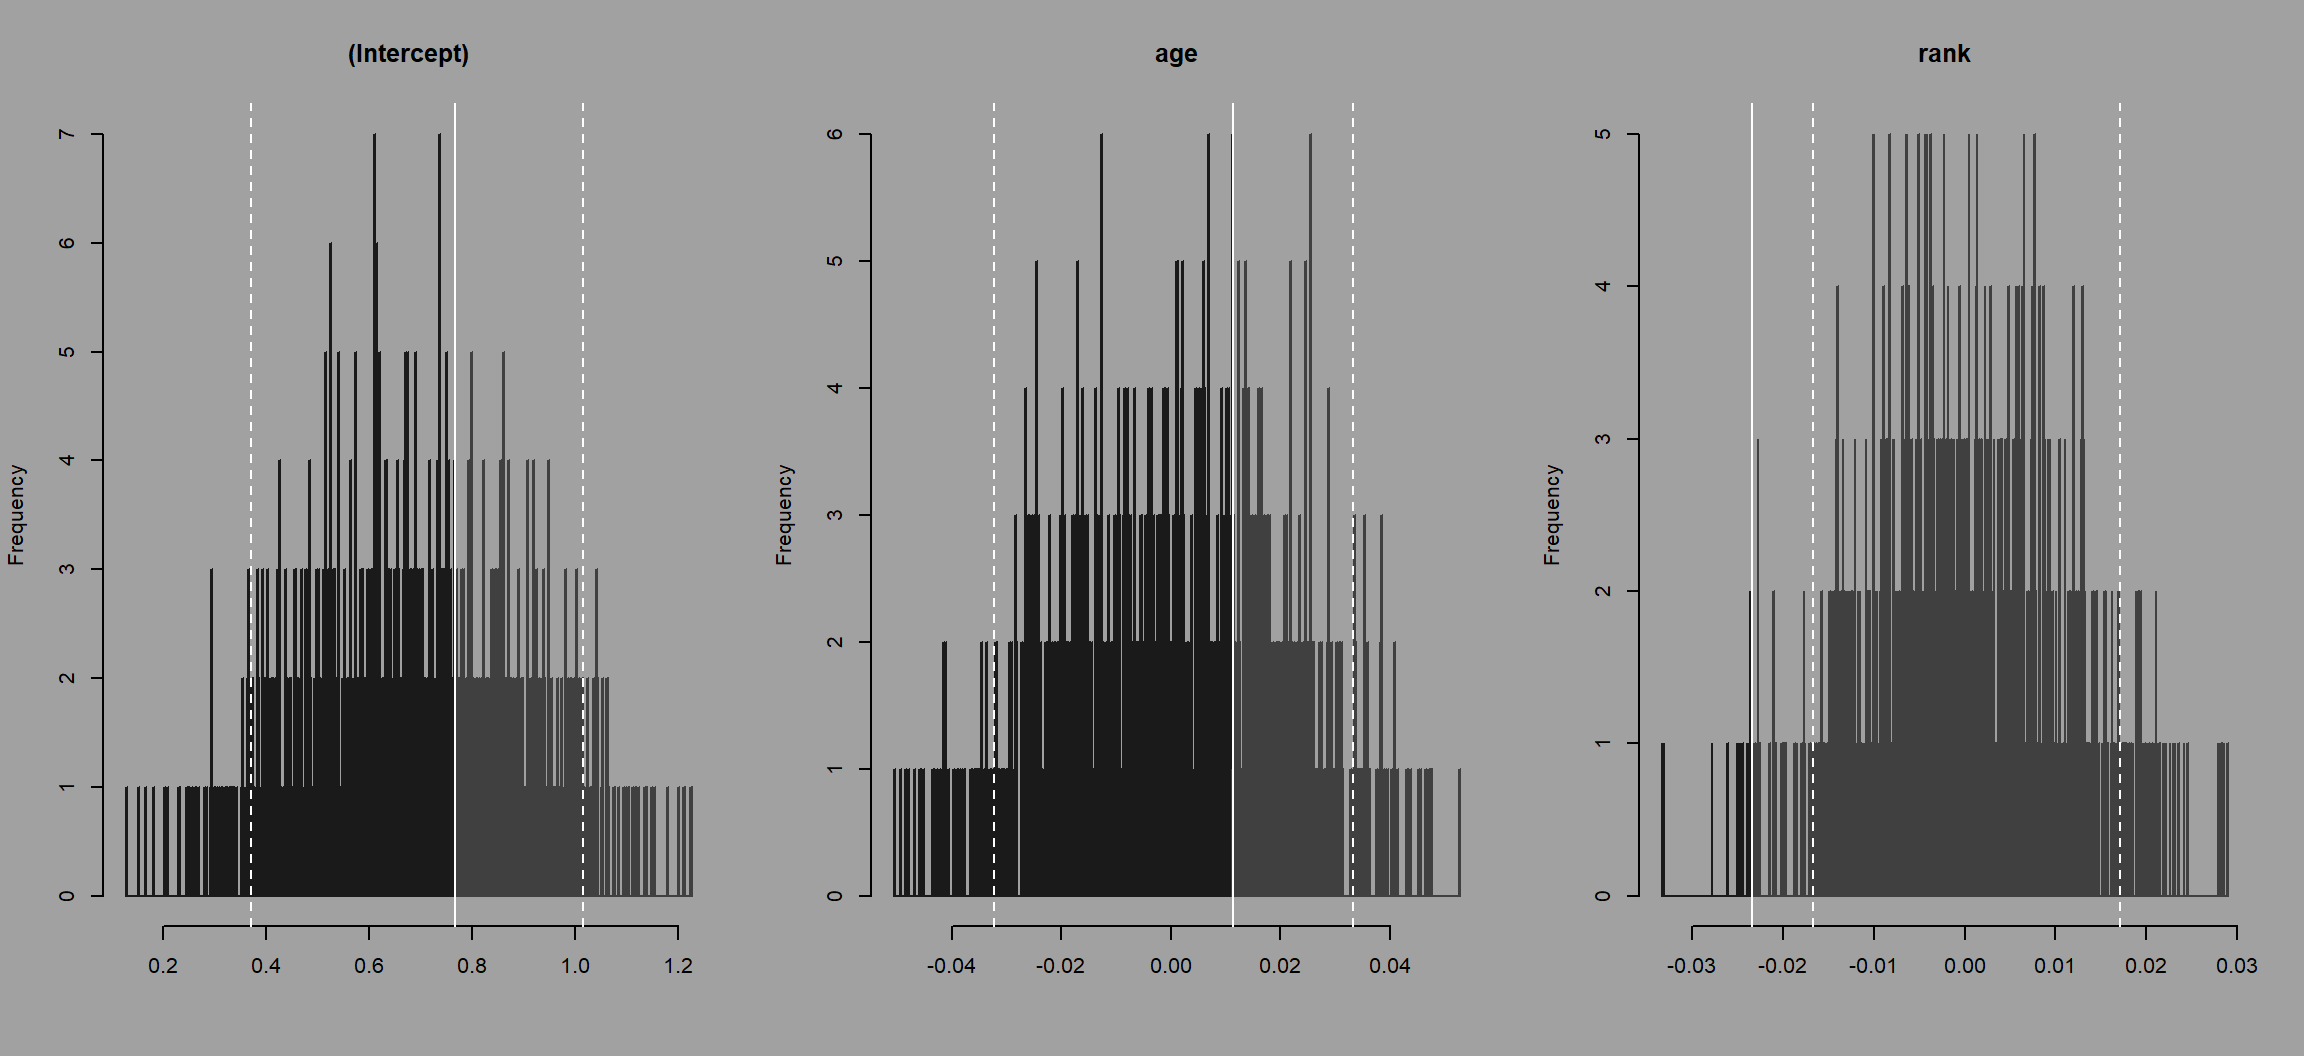 (Intercept)
Frequency
0 1 2 3 4 5 6 7
0.2 0.4 0.6 0.8 1.0 1.2
age
Frequency
0 1 2 3 4 5 6
-0.04 -0.02 0.00 0.02 0.04
rank
Frequency
0 1 2 3 4 5
-0.03 -0.02 -0.01 0.00 0.01 0.02 0.03